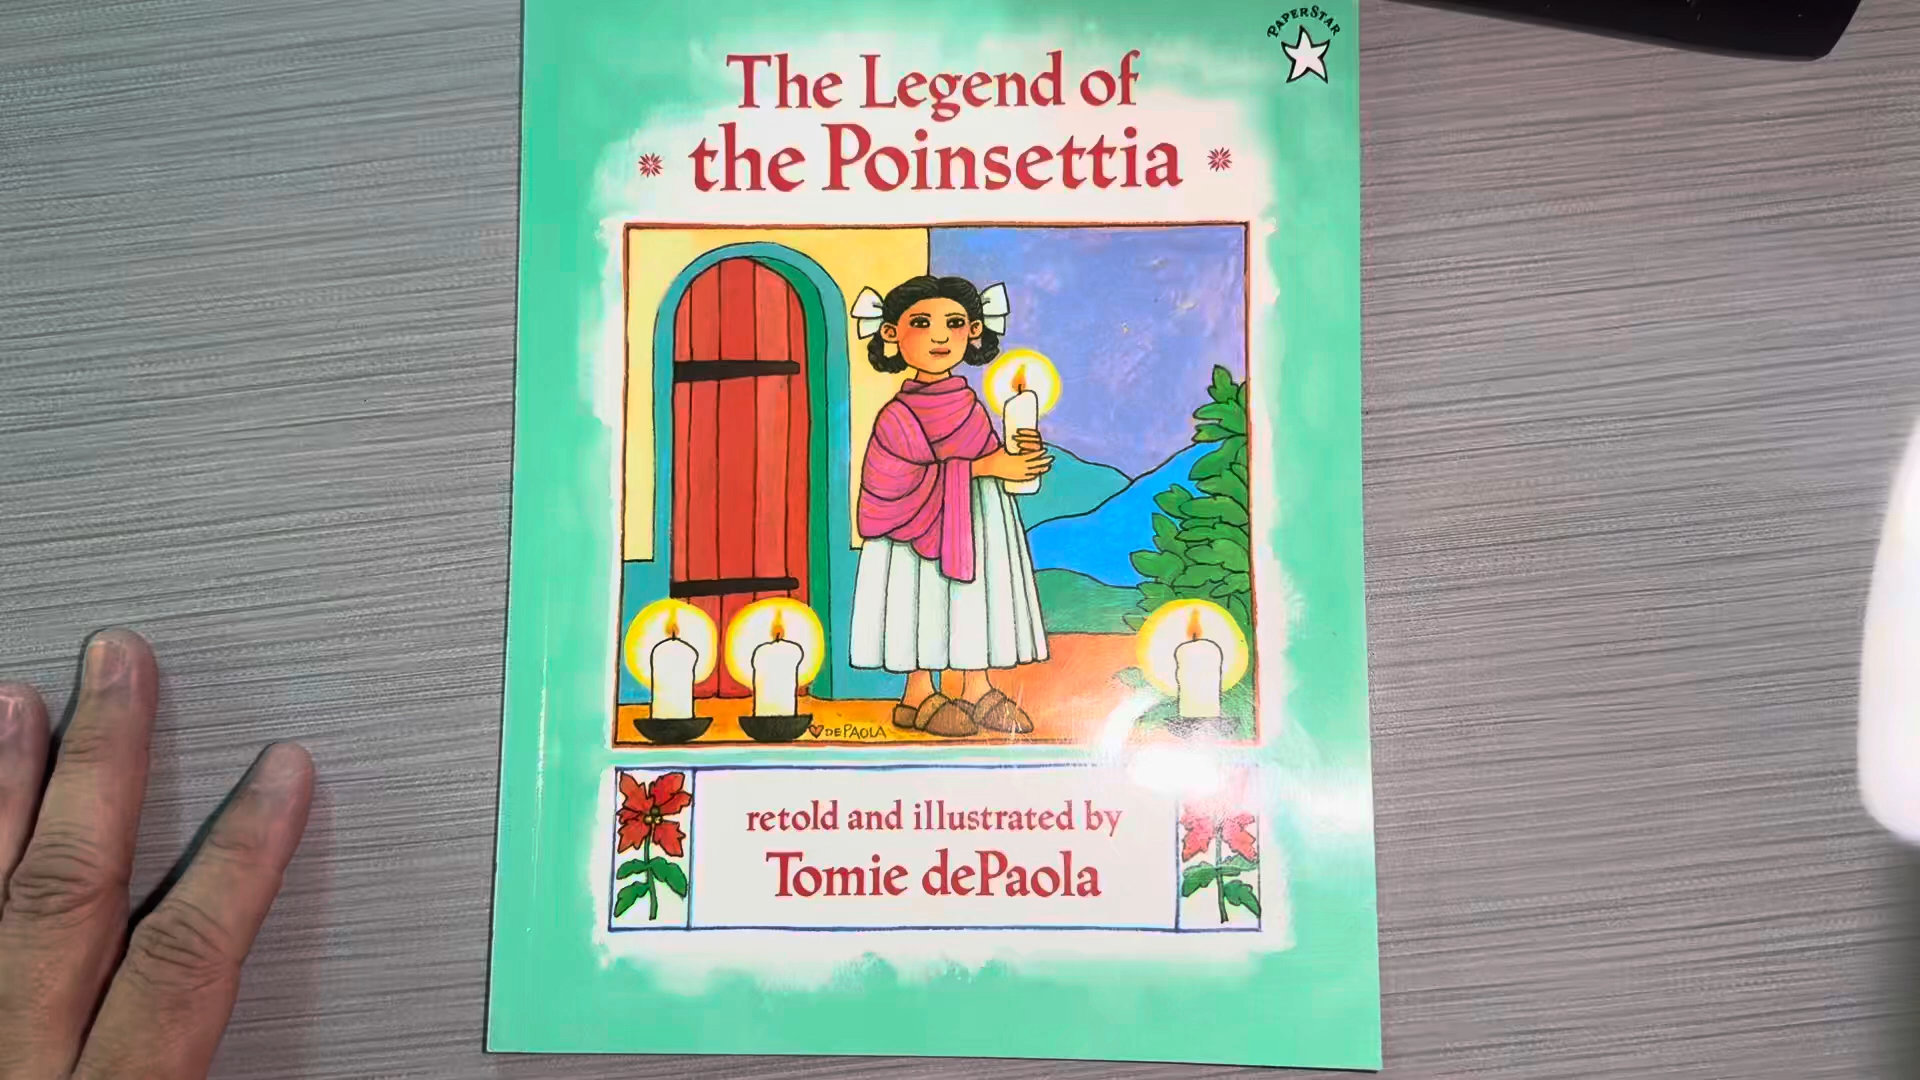 PAPERSTAR
The Legend of
the Poinsettia
DEPAOLA
retold and illustrated by
Tomie dePaola